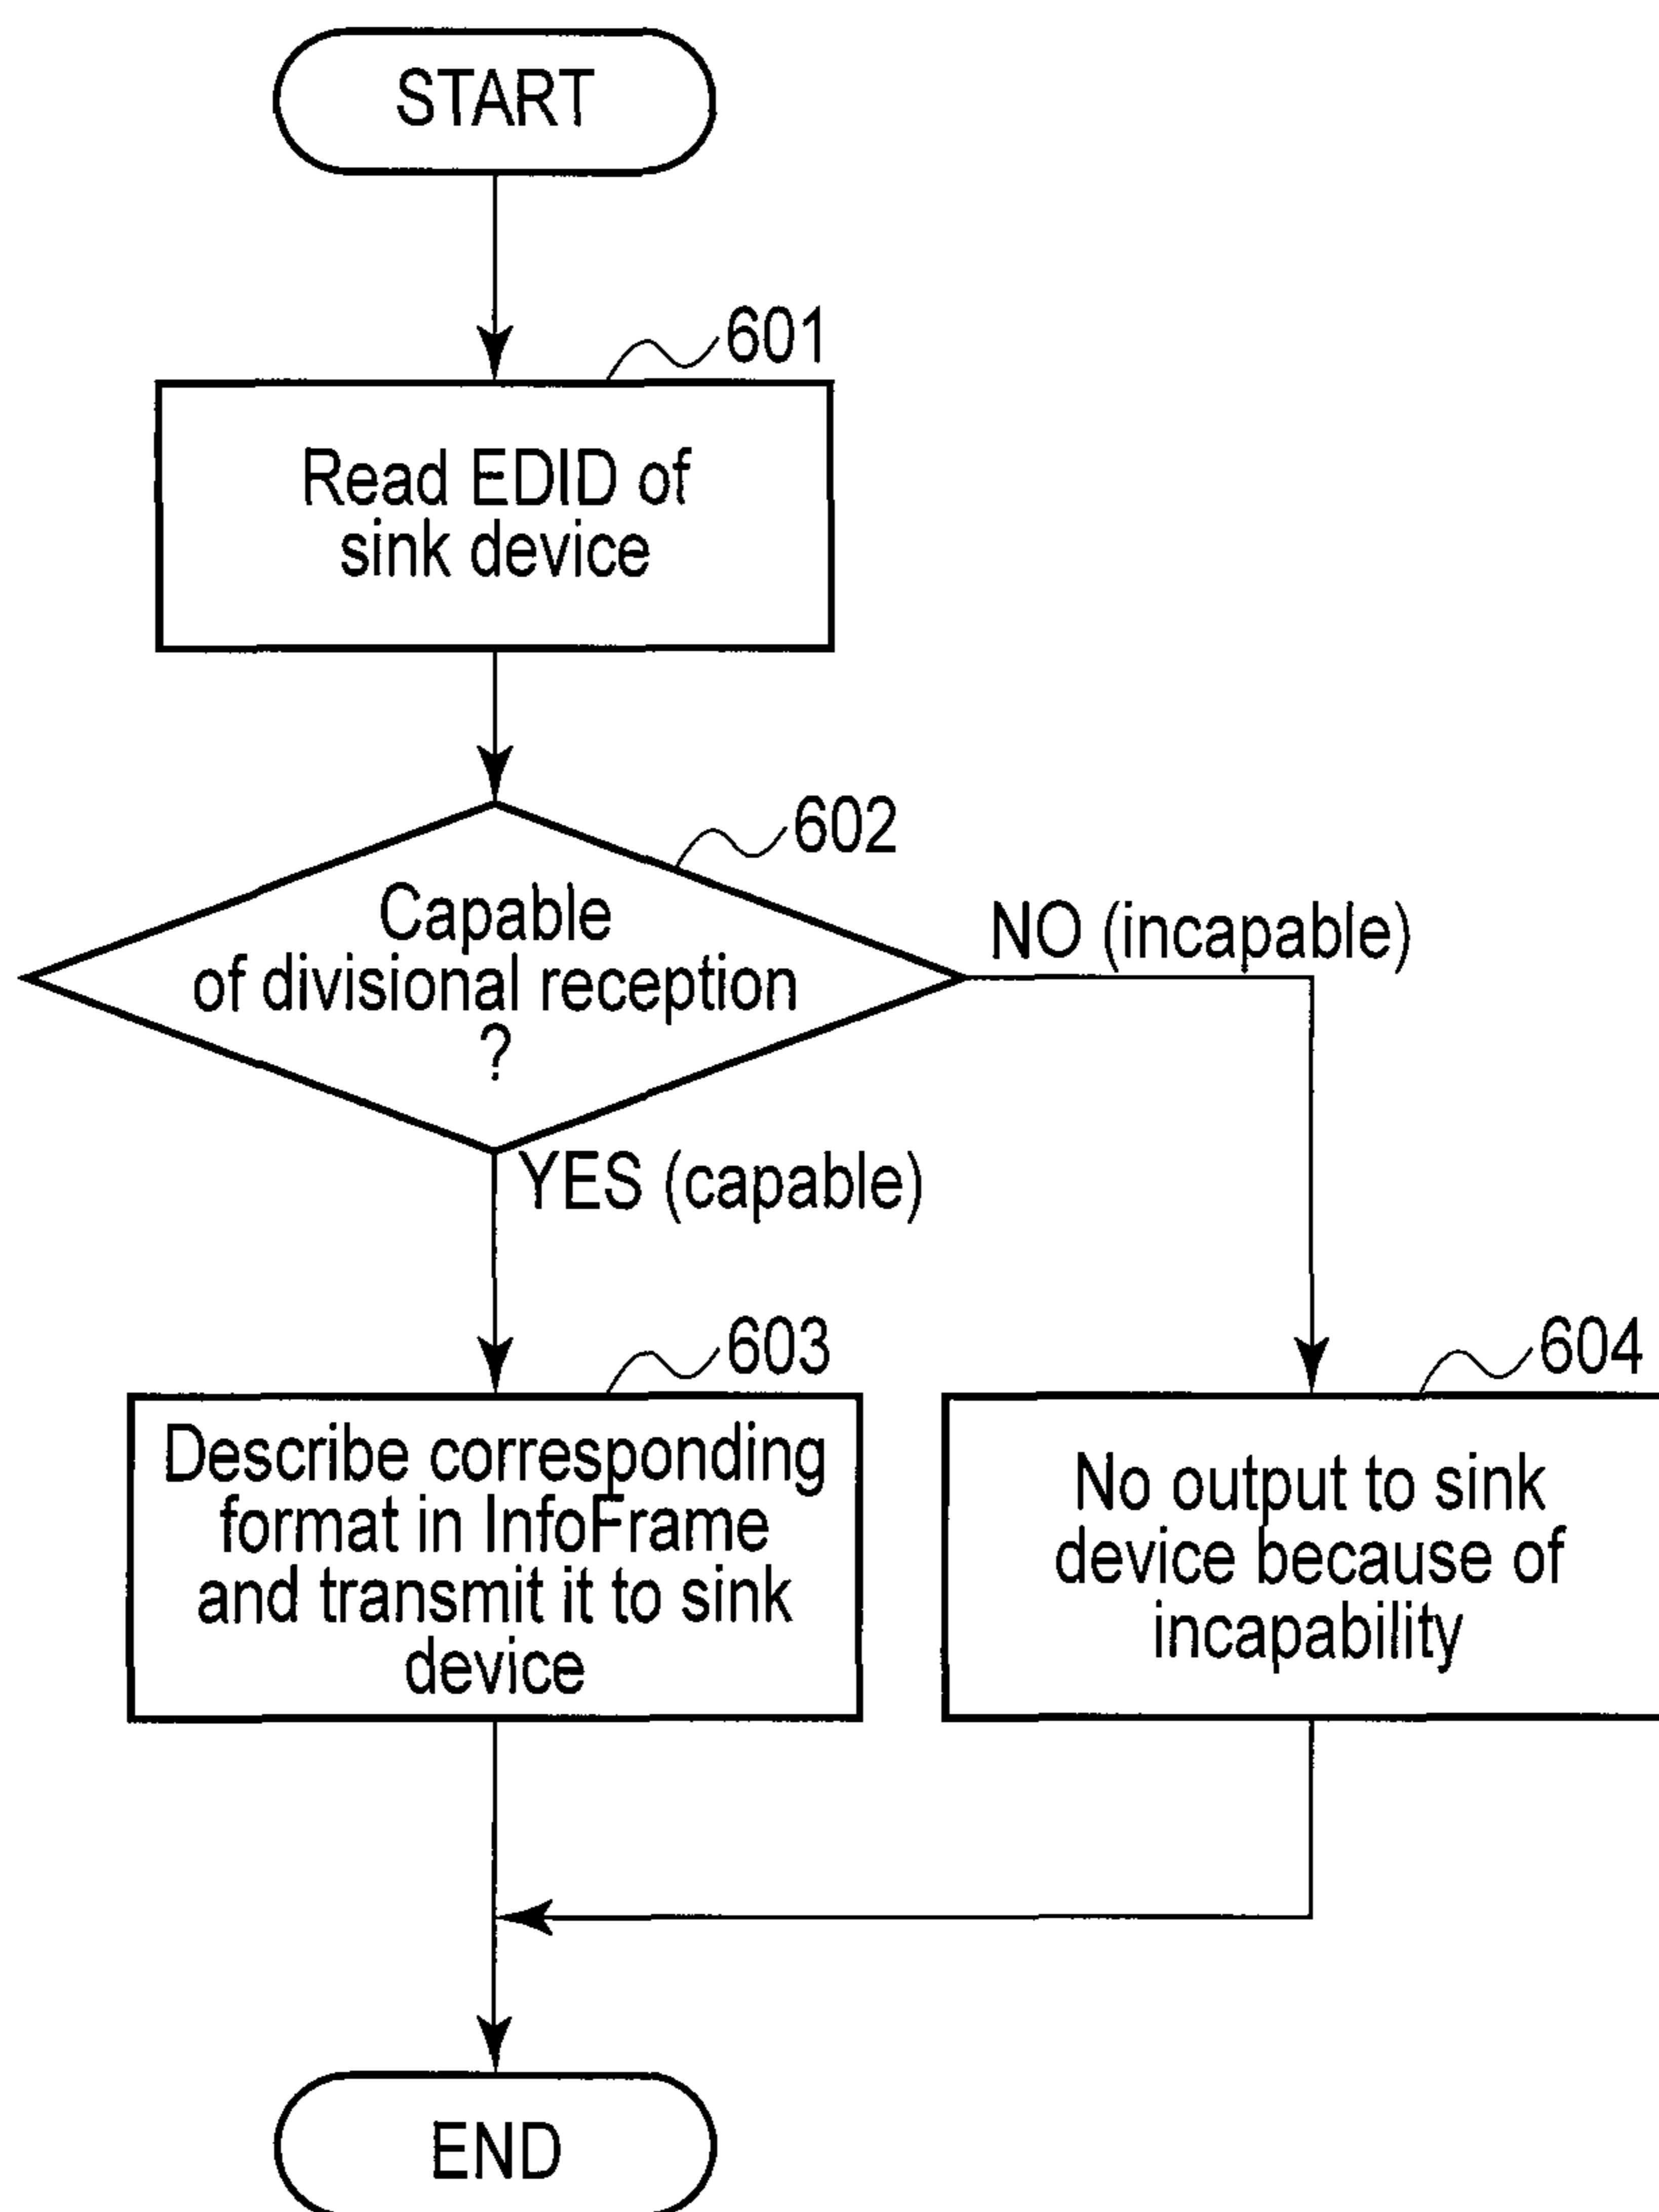 START
601
Read EDID of
sink device
602
Capable
of divisional reception
?
NO (incapable)
YES (capable)
603
Describe corresponding
format in InfoFrame
and transmit it to sink
device
604
No output to sink
device because of
incapability
END